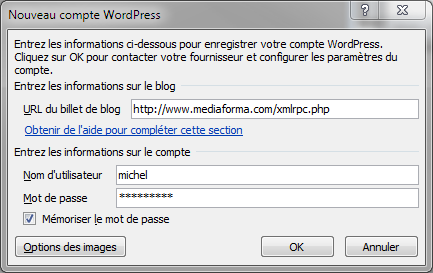 Nouveau compte WordPress
Entrez les informations ci-dessous pour enregistrer votre compte WordPress.
Cliquez sur OK pour contacter votre fournisseur et configurer les paramètres du
compte.
Entrez les informations sur le blog
URL du billet de blog http://www.mediaforma.com/xmlrpc.php
Obtenir de l'aide pour compléter cette section
Entrez les informations sur le compte
Nom d'utilisateur michel
Mot de passe *********
Mémoriser le mot de passe
Options des images OK Annuler